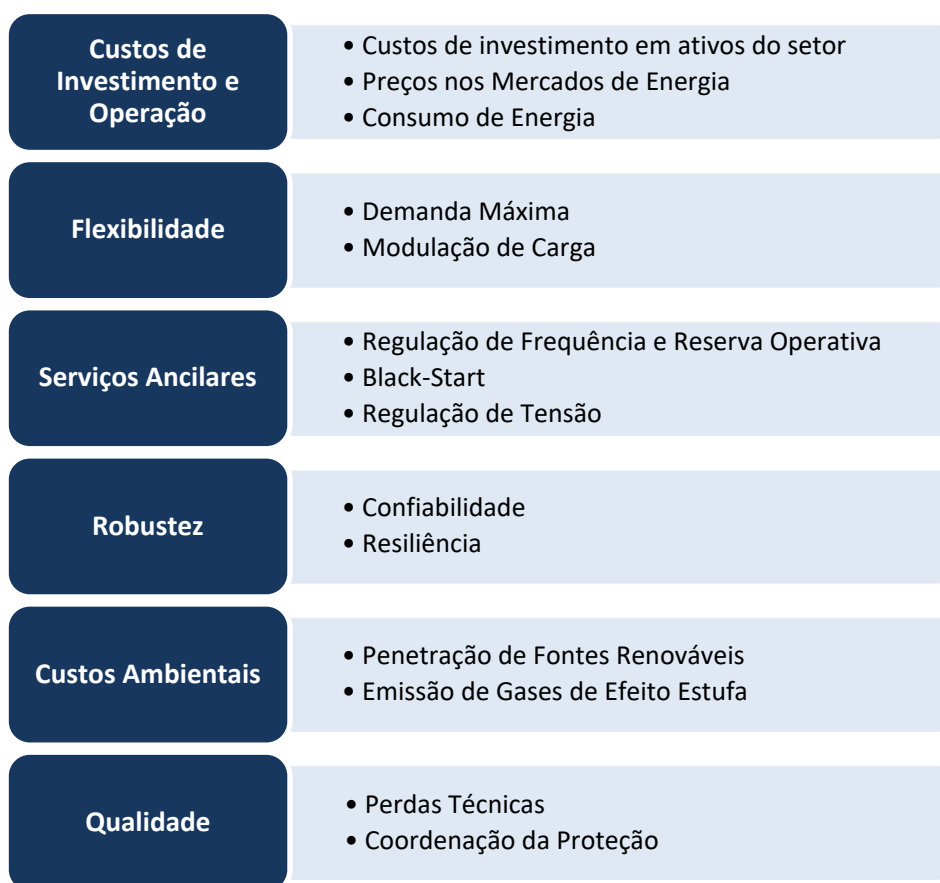 Custos de
Investimento e
Operação
• Custos de investimento em ativos do setor
• Preços nos Mercados de Energia
• Consumo de Energia
Flexibilidade
• Demanda Máxima
• Modulação de Carga
Serviços Ancilares
• Regulação de Frequência e Reserva Operativa
• Black-Start
• Regulação de Tensão
Robustez
• Confiabilidade
• Resiliência
Custos Ambientais
• Penetração de Fontes Renováveis
• Emissão de Gases de Efeito Estufa
Qualidade
• Perdas Técnicas
• Coordenação da Proteção